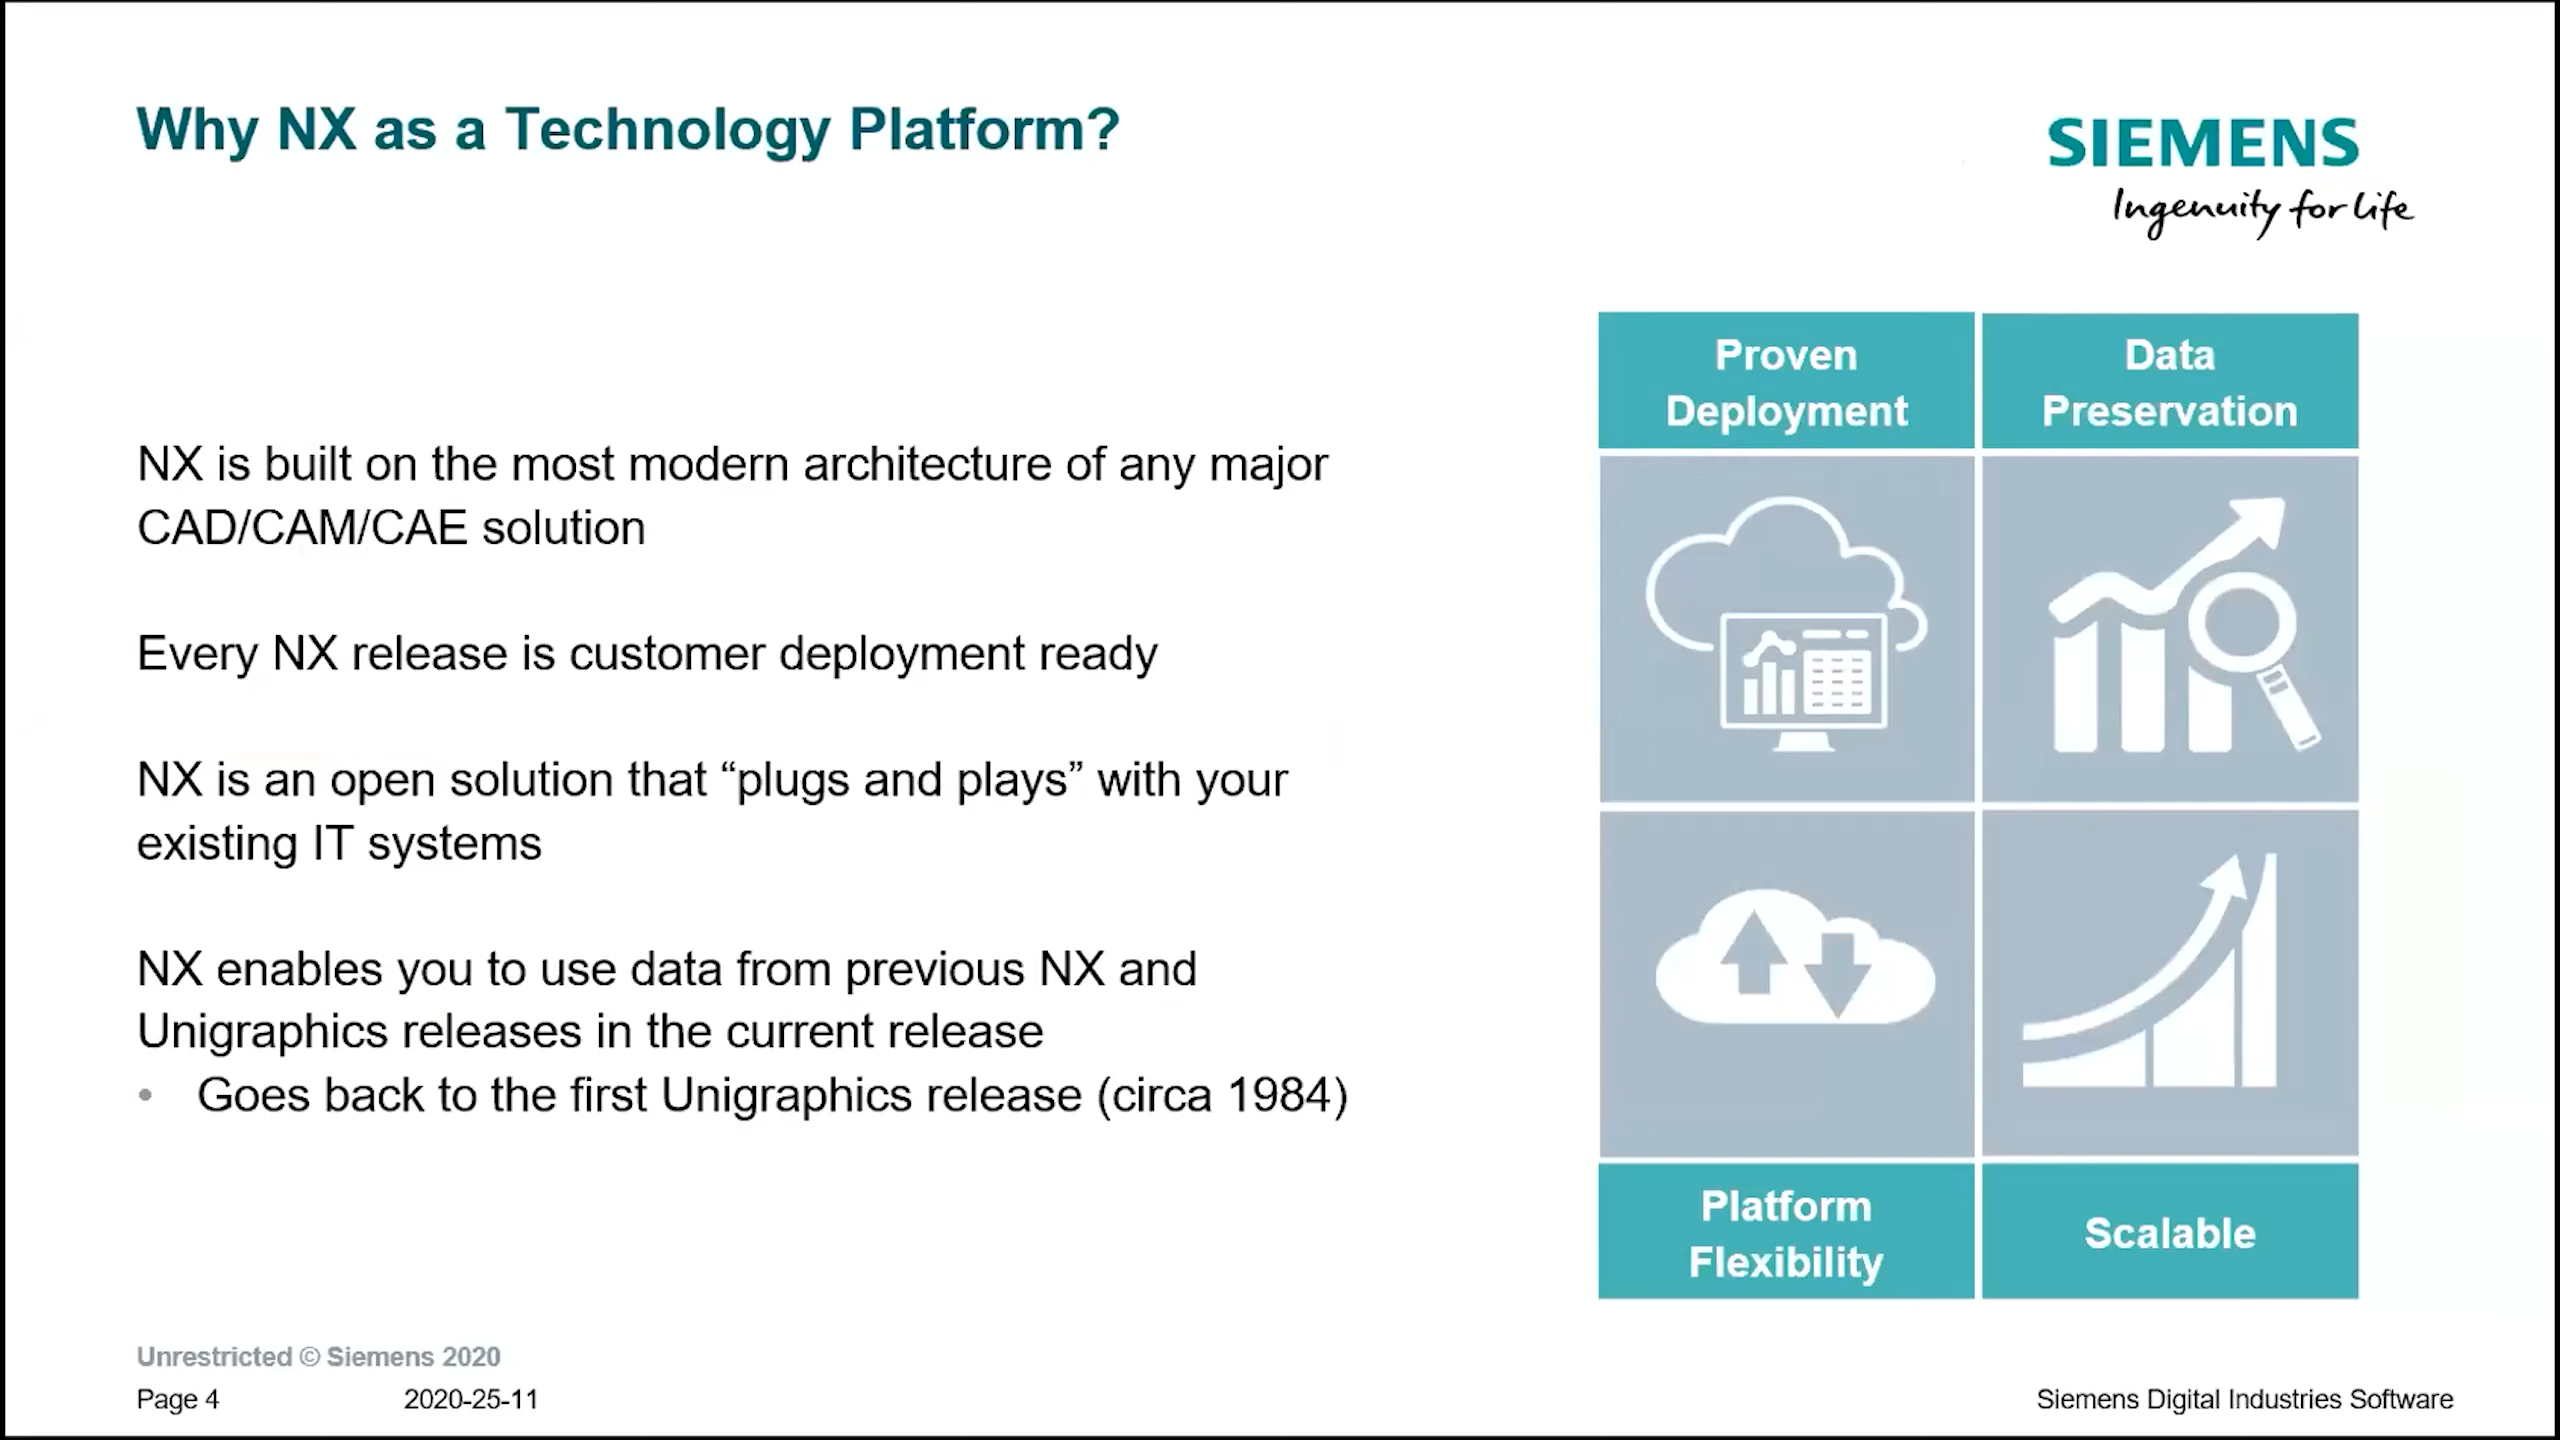 Why NX as a Technology Platform?
SIEMENS
Ingenuity for life
NX is built on the most modern architecture of any major
CAD/CAM/CAE solution
Every NX release is customer deployment ready
NX is an open solution that “plugs and plays” with your
existing IT systems
NX enables you to use data from previous NX and
Unigraphics releases in the current release
• Goes back to the first Unigraphics release (circa 1984)
Proven
Deployment
Data
Preservation
Platform
Flexibility
Scalable
Unrestricted © Siemens 2020
Page 4 2020-25-11
Siemens Digital Industries Software